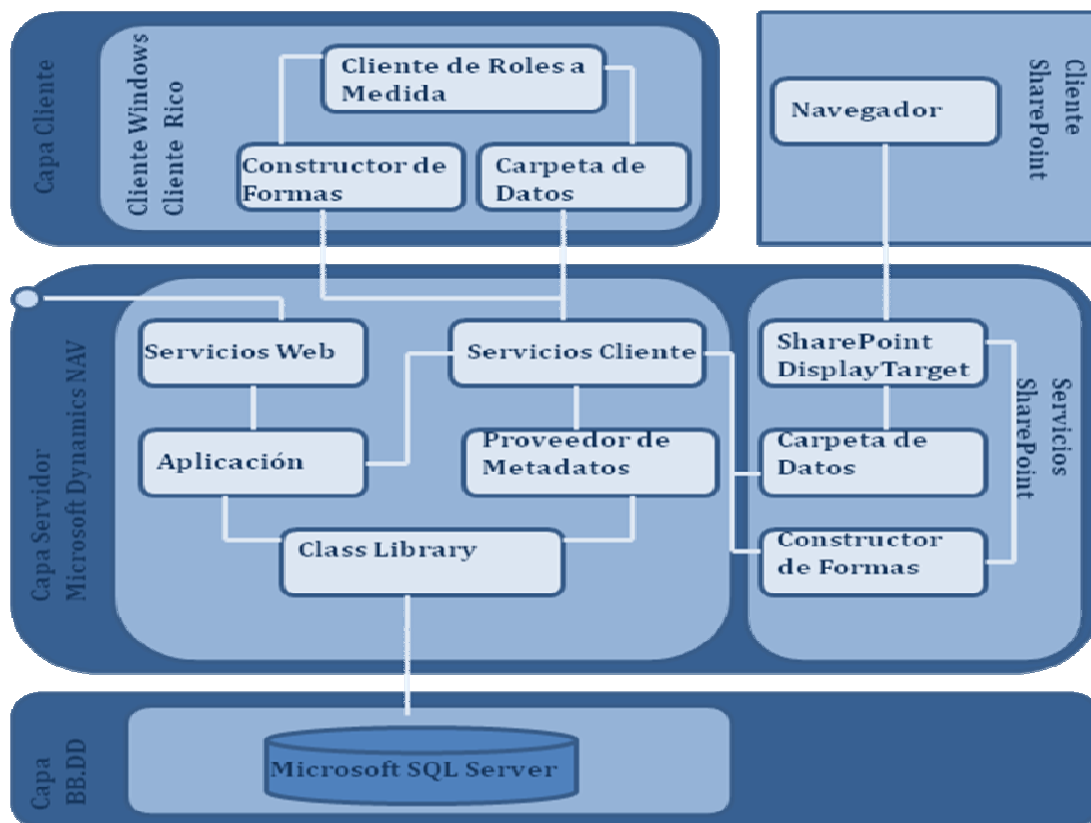 Capa Cliente
Cliente Windows
Cliente Rico
Cliente de Roles a
Medida
Constructor de
Formas
Carpeta de
Datos
Navegador
Cliente
SharePoint
Capa Servidor
Microsoft Dynamics NAV
Servicios Web
Servicios Cliente
Aplicación
Proveedor de
Metadatos
Class Library
SharePoint
DisplayTarget
Carpeta de
Datos
Constructor
de Formas
Servicios
SharePoint
Capa
BB.DD
Microsoft SQL Server